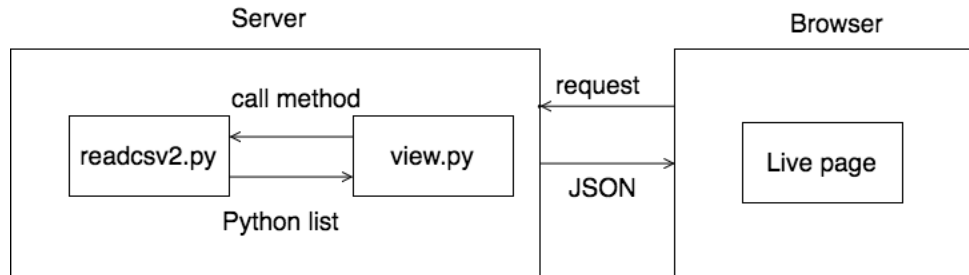 Server
Browser
request
call method
readcsv2.py
view.py
Live page
JSON
Python list